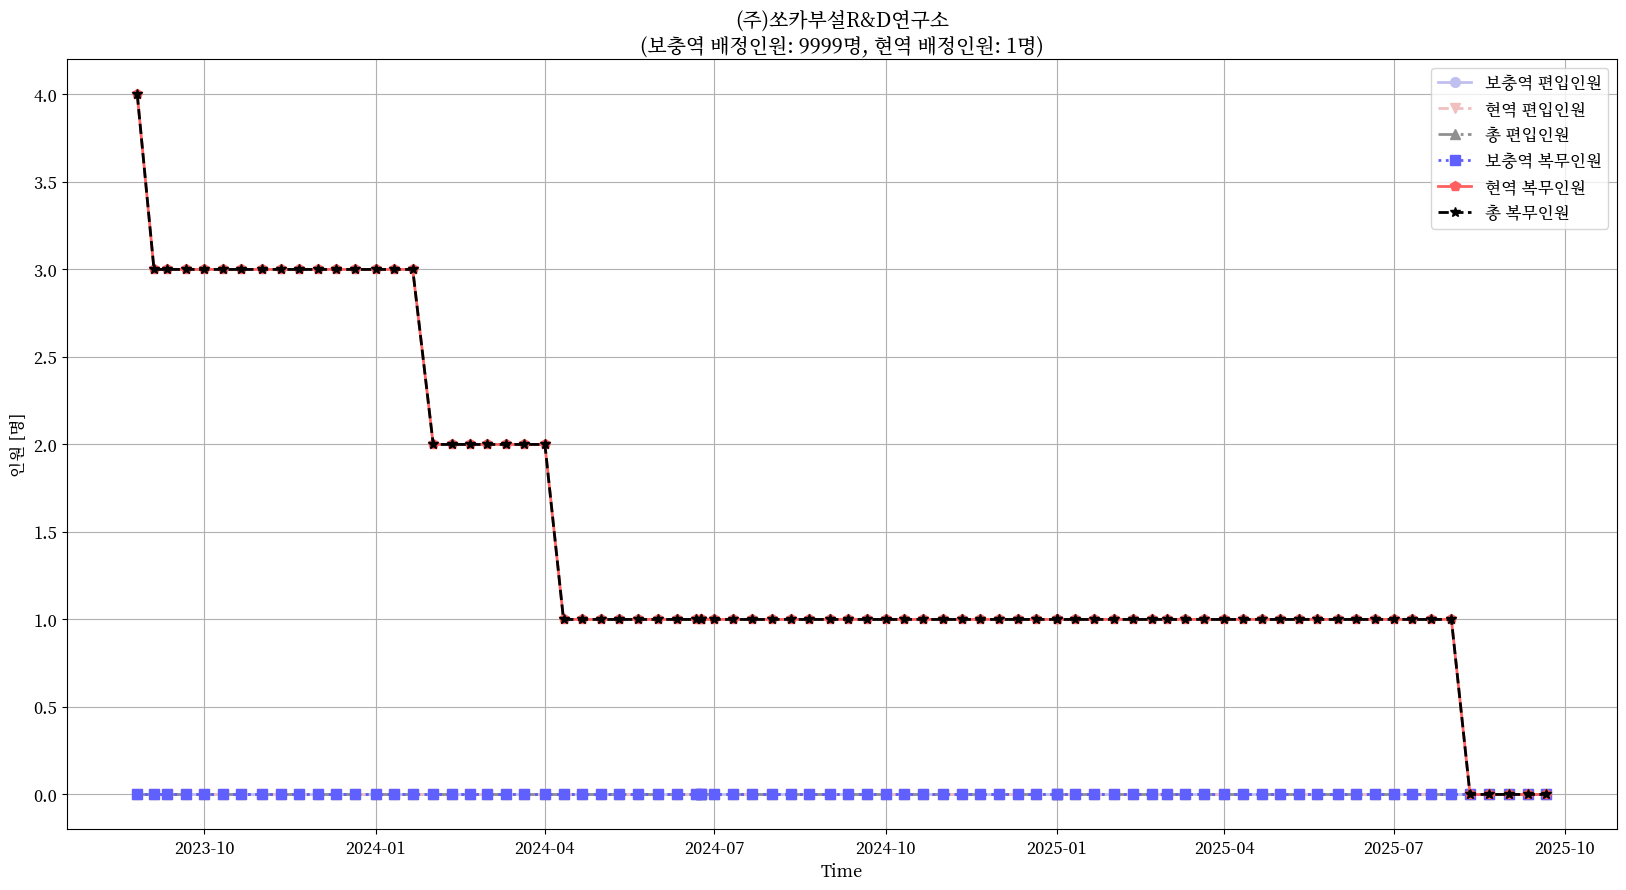 (주)쏘카부설R&D연구소
(보충역 배정인원: 9999명, 현역 배정인원: 1명)
보충역 편입인원
현역 편입인원
총 편입인원
보충역 복무인원
현역 복무인원
총 복무인원
인원 [명]
4.0
3.5
3.0
2.5
2.0
1.5
1.0
0.5
0.0
2023-10
2024-01
2024-04
2024-07
2024-10
2025-01
2025-04
2025-07
2025-10
Time